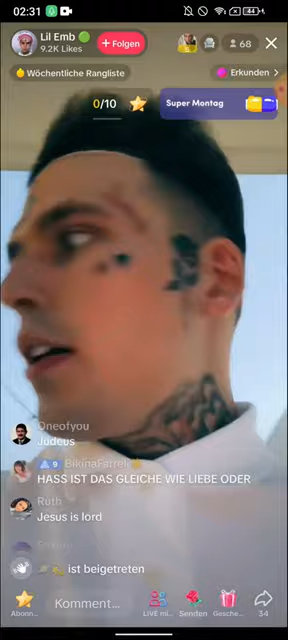 02:31
44
Lil Emb
9.2K Likes
+ Folgen
68
Wöchentliche Rangliste
Erkunden
0/10
Super Montag
Oneofyou
Judeus
9 BikinaFarrel
HASS IST DAS GLEICHE WIE LIEBE ODER
Ruth
Jesus is lord
ist beigetreten
Abonn...
Komment...
LIVE mi...
Senden
Gesche...
34